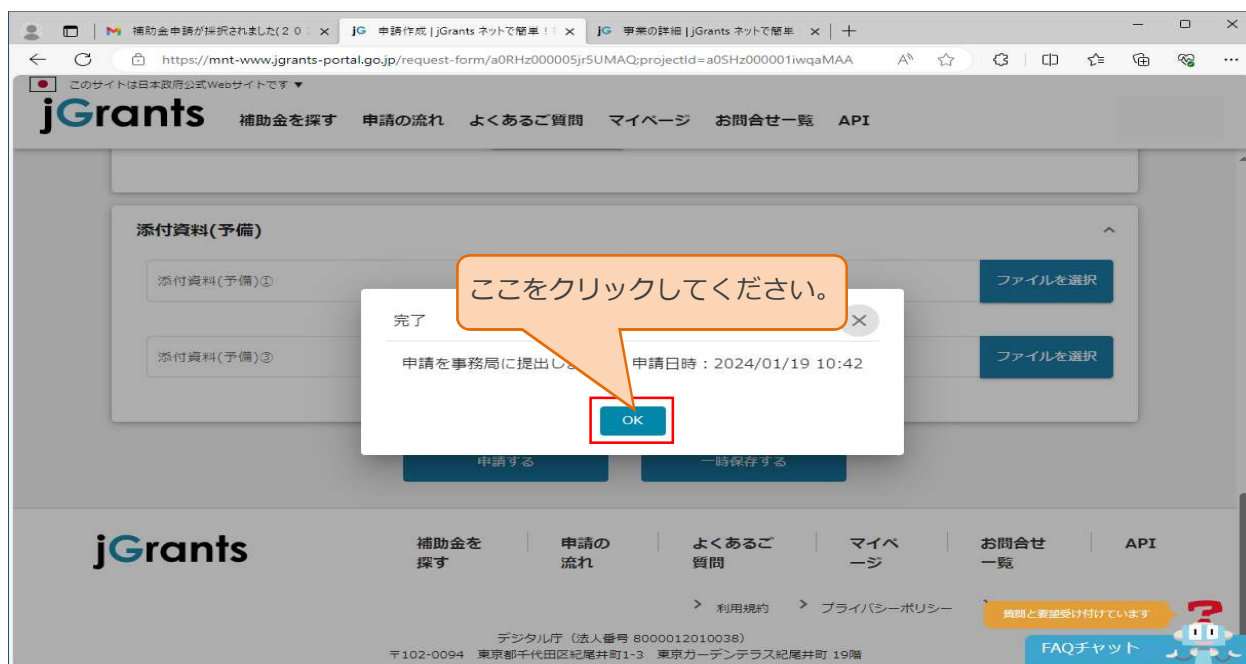 補助金申請が採択されました(20
jG 申請作成 | jGrants ネットで簡単!
jG 事業の詳細 | jGrants ネットで簡単
https://mnt-www.jgrants-portal.go.jp/request-form/a0RHz000005jr5UMAQ;projectId=a0SHz000001iwqaMAA
このサイトは日本政府公式Webサイトです ▼
jGrants 補助金を探す 申請の流れ よくあるご質問 マイページ お問合せ一覧 API
添付資料(予備)
添付資料(予備)① ファイルを選択
ここをクリックしてください。
完了
添付資料(予備)③ ファイルを選択
申請を事務局に提出し 申請日時:2024/01/19 10:42
OK
申請する 一時保存する
jGrants 補助金を探す 申請の流れ よくあるご質問 マイページ お問合せ一覧 API
利用規約 プライバシーポリシー
質問と要望受け付けています
デジタル庁(法人番号 8000012010038)
〒102-0094 東京都千代田区紀尾井町1-3 東京ガーデンテラス紀尾井町 19階
FAQチャット